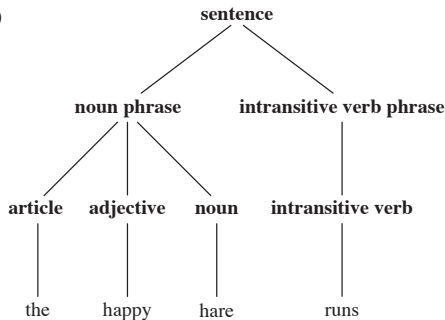 )
sentence
noun phrase intransitive verb phrase
article adjective noun intransitive verb
the happy hare runs